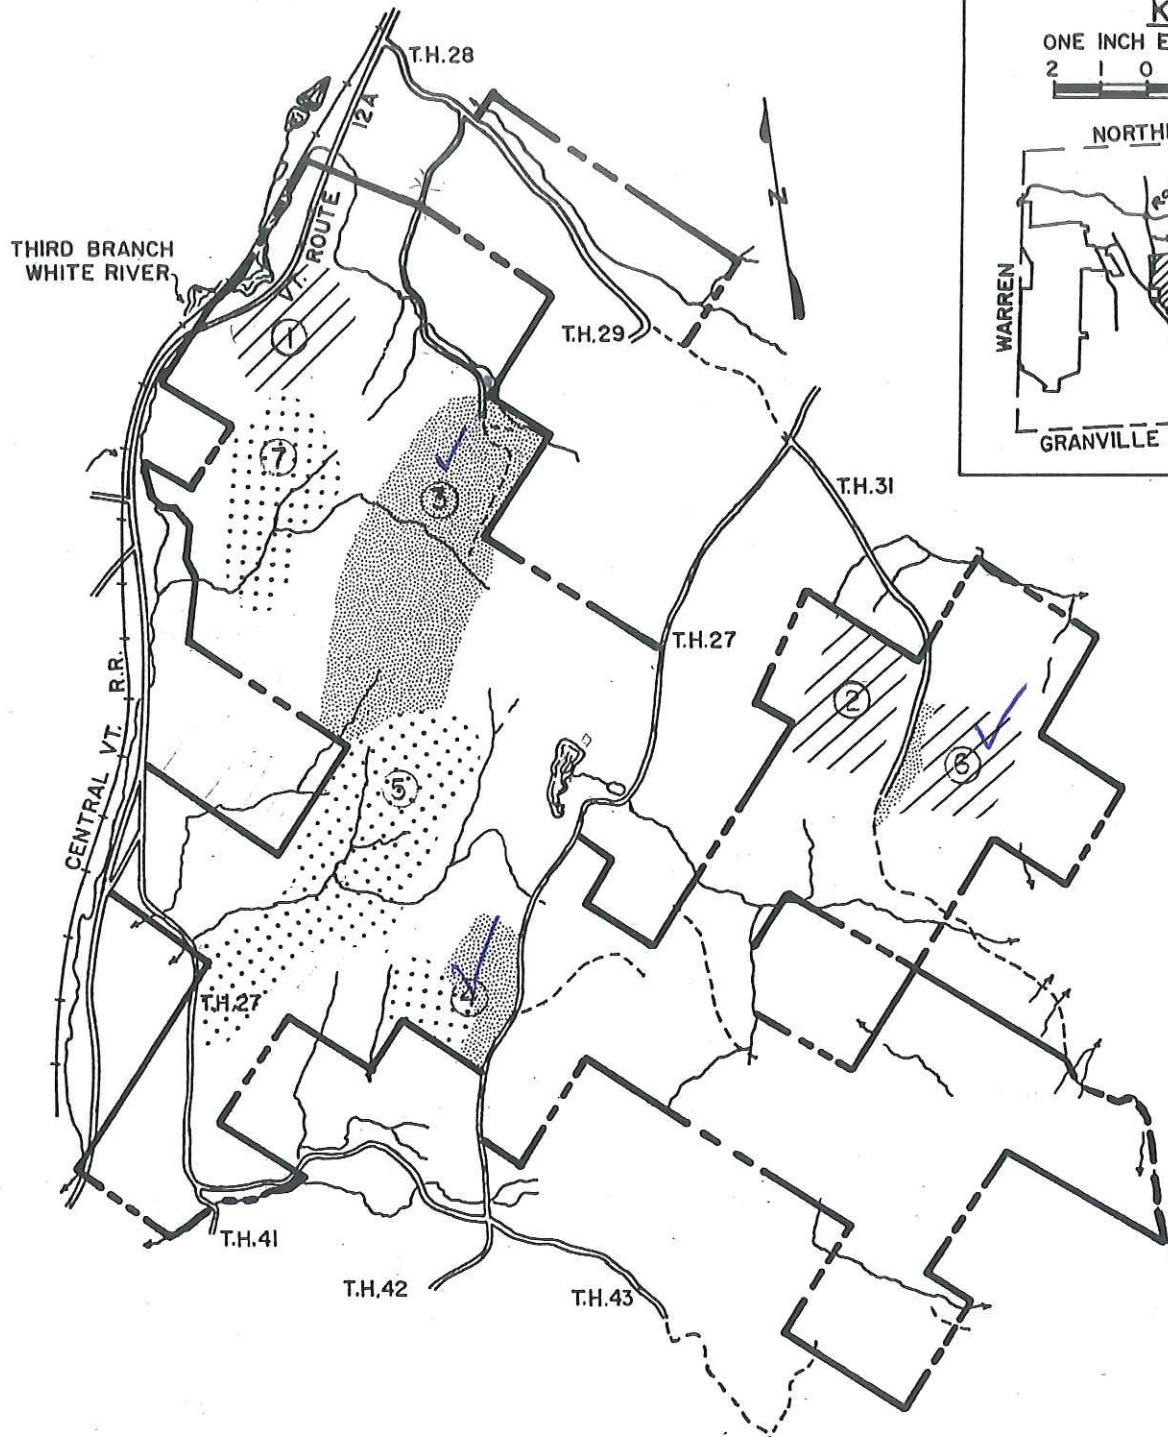 T.H.28
ONE INCH E
2 1 0
12A
NORTH
VT. ROUTE
N
THIRD BRANCH
WHITE RIVER
WARREN
T.H.29
1
GRANVILLE
7
3
T.H.31
T.H.27
2
6
CENTRAL VT. R.R.
5
T.H.27
4
T.H.41
T.H.42
T.H.43